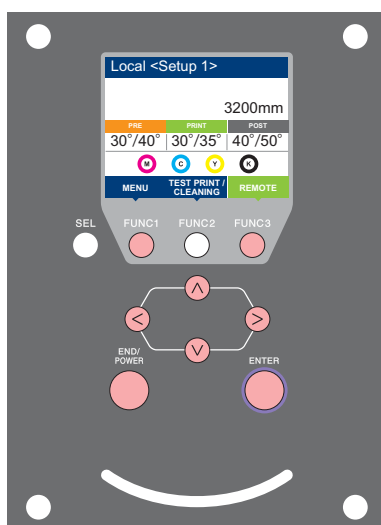 Local <Setup 1>
3200mm
PRE PRINT POST
30°/40° 30°/35° 40°/50°
M C Y K
MENU TEST PRINT / CLEANING REMOTE
SEL FUNC1 FUNC2 FUNC3
END/
POWER
ENTER